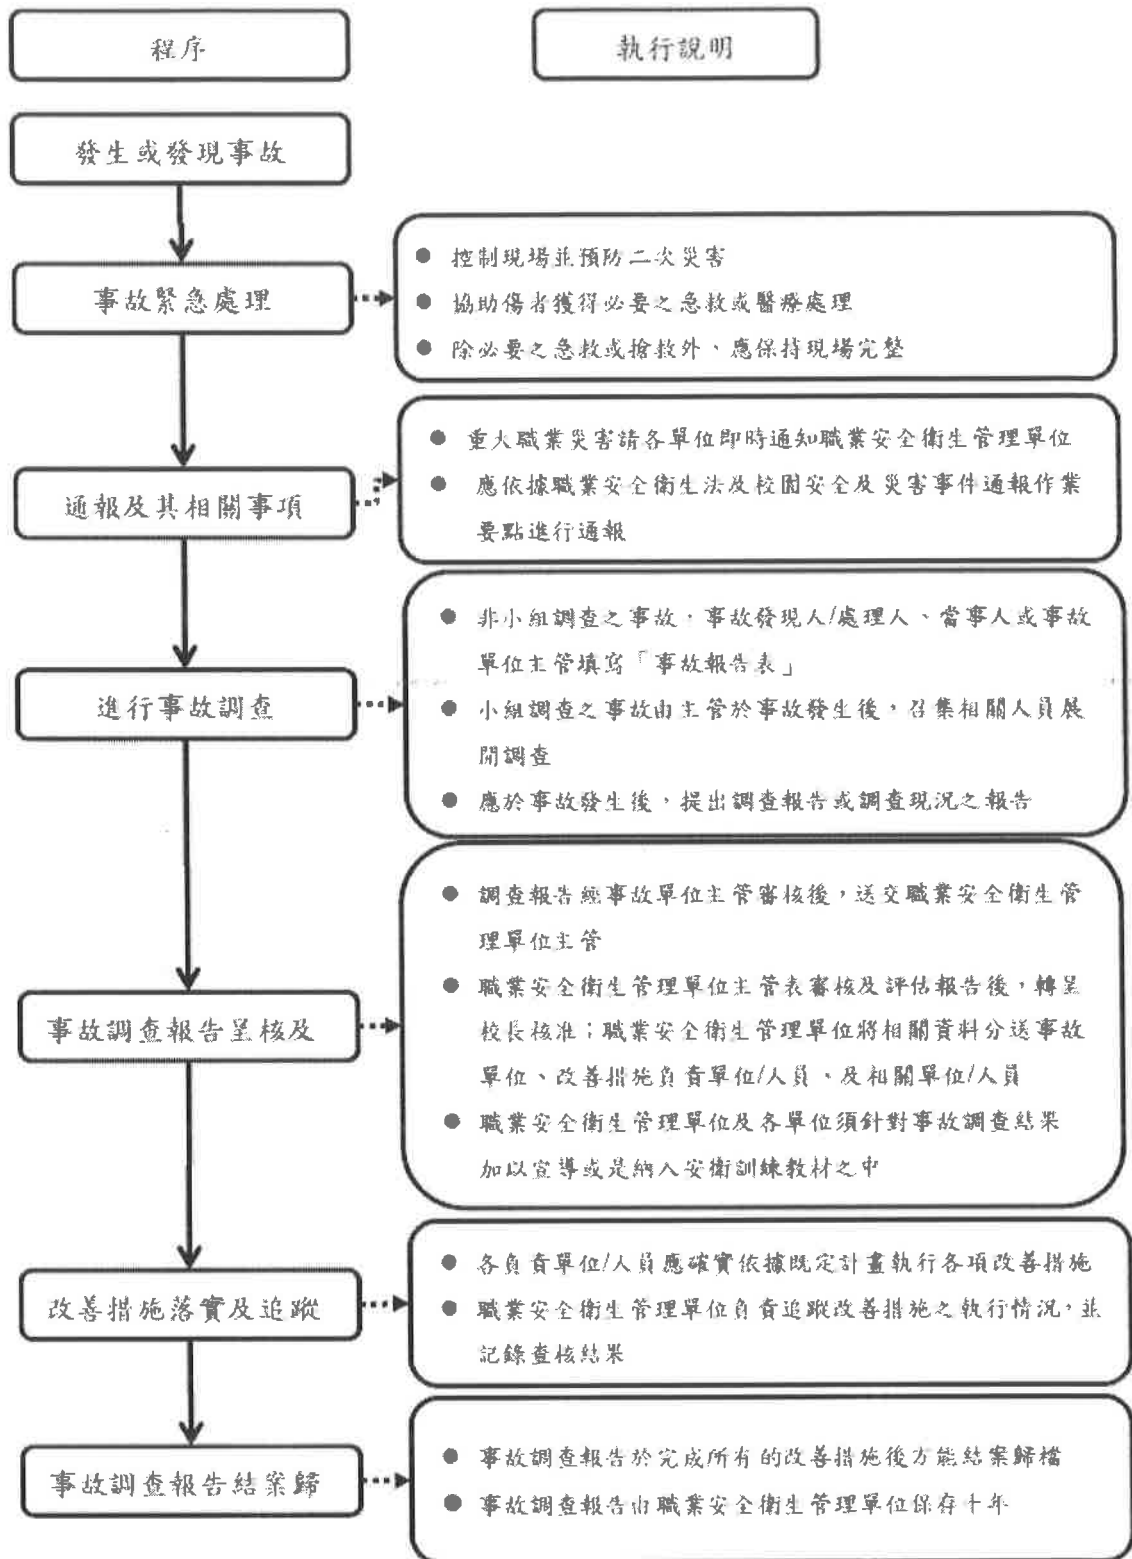 程序
執行說明
發生或發現事故
事故緊急處理
● 控制現場並預防二次災害
● 協助傷者獲得必要之急救或醫療處理
● 除必要之急救或搶救外，應保持現場完整
通報及其相關事項
● 重大職業災害請各單位即時通知職業安全衛生管理單位
● 應依據職業安全衛生法及校園安全及災害事件通報作業
要點進行通報
進行事故調查
● 非小組調查之事故，事故發現人/處理人、當事人或事故
單位主管填寫「事故報告表」
● 小組調查之事故由主管於事故發生後，召集相關人員展
開調查
● 應於事故發生後，提出調查報告或調查現況之報告
事故調查報告呈核及
● 調查報告經事故單位主管審核後，送交職業安全衛生管
理單位主管
● 職業安全衛生管理單位主管表審核及評估報告後，轉呈
校長核准；職業安全衛生管理單位將相關資料分送事故
單位、改善措施負責單位/人員、及相關單位/人員
● 職業安全衛生管理單位及各單位須針對事故調查結果
加以宣導或是納入安衛訓練教材之中
改善措施落實及追蹤
● 各負責單位/人員應確實依據既定計畫執行各項改善措施
● 職業安全衛生管理單位負責追蹤改善措施之執行情況，並
記錄查核結果
事故調查報告結案歸
● 事故調查報告於完成所有的改善措施後方能結案歸檔
● 事故調查報告由職業安全衛生管理單位保存十年